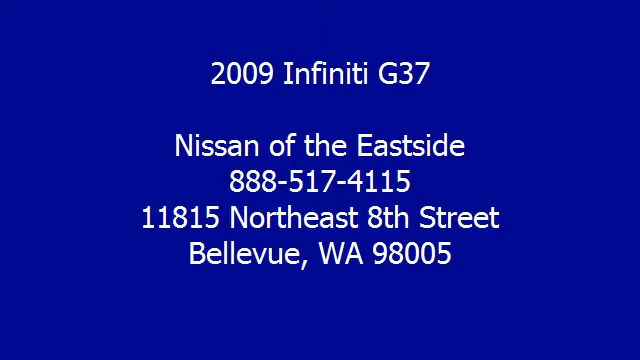 2009 Infiniti G37
Nissan of the Eastside
888-517-4115
11815 Northeast 8th Street
Bellevue, WA 98005